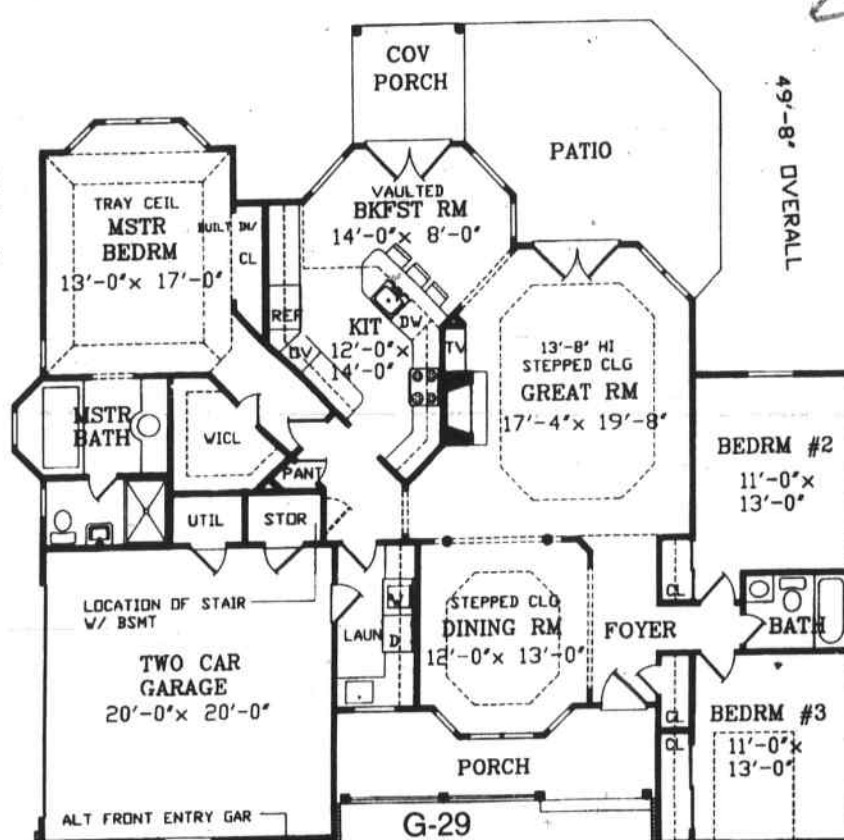 COV
PORCH
PATIO
49'-8" OVERALL
TRAY CEIL
MSTR
BEDRM
13'-0"x 17'-0"
BUILT IN/
CL
VAULTED
BKFST RM
14'-0"x 8'-0"
REF
OV
KIT
12'-0"x
14'-0"
DW
TV
13'-8" HI
STEPPED CLG
GREAT RM
17'-4"x 19'-8"
MSTR
BATH
WICL
PANT
UTIL
STOR
BEDRM #2
11'-0"x
13'-0"
CL
LOCATION OF STAIR
W/ BSMT
TWO CAR
GARAGE
20'-0"x 20'-0"
W
D
LAUN
STEPPED CLG
DINING RM
12'-0"x 13'-0"
FOYER
BATH
CL
CL
BEDRM #3
11'-0"x
13'-0"
PORCH
ALT FRONT ENTRY GAR
G-29